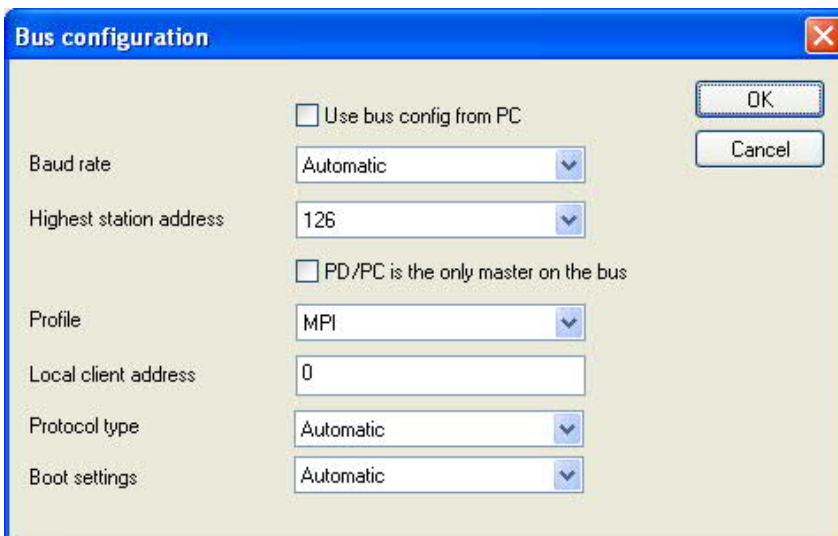 Bus configuration
Use bus config from PC
OK
Baud rate
Automatic
Cancel
Highest station address
126
PD/PC is the only master on the bus
Profile
MPI
Local client address
0
Protocol type
Automatic
Boot settings
Automatic